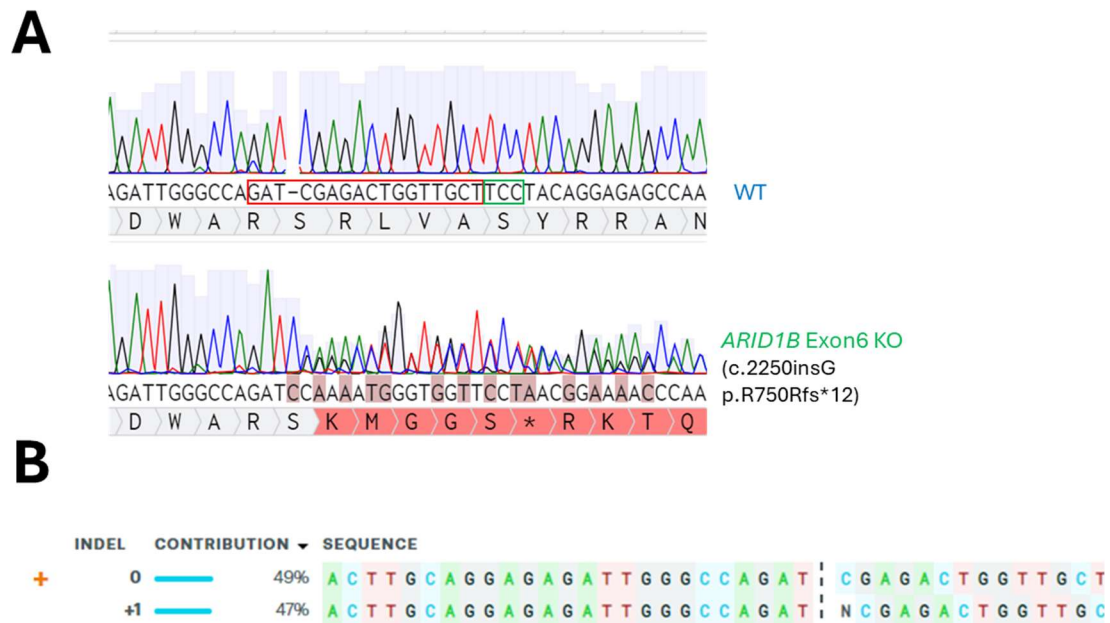 A
AGATTGGGCCAGAT-CGAGACTGGTTGCTTCCTACAGGAGAGCCAA
WT
D W A R S R L V A S Y R R A N
ARID1B Exon6 KO
(c.2250insG
p.R750Rfs*12)
AGATTGGGCCAGATCCAAAATGGGTGGTTCCTAACGGAAAACCCAA
D W A R S K M G G S * R K T Q
B
INDEL CONTRIBUTION SEQUENCE
+ 0 49% ACTTGCAGGAGAGATTGGGCCAGAT CGAGACTGGTTGCT
+1 47% ACTTGCAGGAGAGATTGGGCCAGAT NCGAGACTGGTTGC